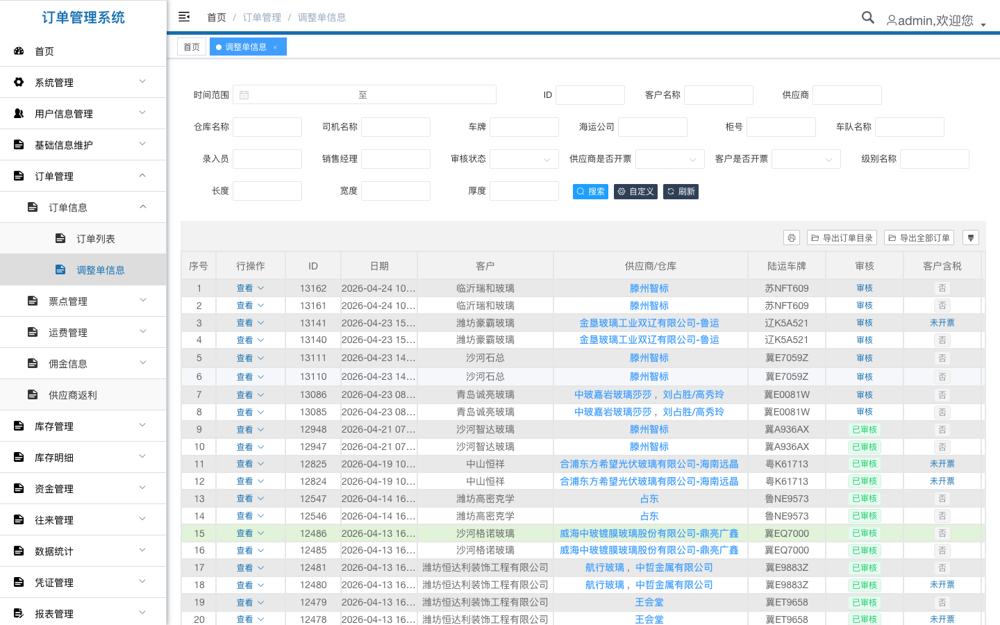 订单管理系统
首页 / 订单管理 / 调整单信息
admin,欢迎您
首页
调整单信息 ×
首页
系统管理
用户信息管理
基础信息维护
订单管理
订单信息
订单列表
调整单信息
票点管理
运费管理
佣金信息
供应商返利
库存管理
库存明细
资金管理
往来管理
数据统计
凭证管理
报表管理
时间范围 至 ID 客户名称 供应商
仓库名称 司机名称 车牌 海运公司 柜号 车队名称
录入员 销售经理 审核状态 供应商是否开票 客户是否开票 级别名称
长度 宽度 厚度 搜索 自定义 刷新
导出订单目录 导出全部订单
序号 行操作 ID 日期 客户 供应商/仓库 陆运车牌 审核 客户含税
1 查看 13162 2026-04-24 10... 临沂瑞和玻璃 滕州智标 苏NFT609 审核 否
2 查看 13161 2026-04-24 10... 临沂瑞和玻璃 滕州智标 苏NFT609 审核 否
3 查看 13141 2026-04-23 15... 潍坊豪霸玻璃 金垦玻璃工业双辽有限公司-鲁运 辽K5A521 审核 未开票
4 查看 13140 2026-04-23 15... 潍坊豪霸玻璃 金垦玻璃工业双辽有限公司-鲁运 辽K5A521 审核 否
5 查看 13111 2026-04-23 14... 沙河石总 滕州智标 冀E7059Z 审核 否
6 查看 13110 2026-04-23 14... 沙河石总 滕州智标 冀E7059Z 审核 否
7 查看 13086 2026-04-23 08... 青岛诚亮玻璃 中玻嘉岩玻璃莎莎，刘占胜/高秀玲 冀E0081W 审核 否
8 查看 13085 2026-04-23 08... 青岛诚亮玻璃 中玻嘉岩玻璃莎莎，刘占胜/高秀玲 冀E0081W 审核 否
9 查看 12948 2026-04-21 07... 沙河智达玻璃 滕州智标 冀A936AX 已审核 否
10 查看 12947 2026-04-21 07... 沙河智达玻璃 滕州智标 冀A936AX 已审核 否
11 查看 12825 2026-04-19 10... 中山恒祥 合浦东方希望光伏玻璃有限公司-海南远晶 粤K61713 已审核 未开票
12 查看 12824 2026-04-19 10... 中山恒祥 合浦东方希望光伏玻璃有限公司-海南远晶 粤K61713 已审核 未开票
13 查看 12547 2026-04-14 16... 潍坊高密克学 占东 鲁NE9573 已审核 否
14 查看 12546 2026-04-14 16... 潍坊高密克学 占东 鲁NE9573 已审核 否
15 查看 12486 2026-04-13 16... 沙河格诺玻璃 威海中玻镀膜玻璃股份有限公司-鼎亮广鑫 冀EQ7000 已审核 否
16 查看 12485 2026-04-13 16... 沙河格诺玻璃 威海中玻镀膜玻璃股份有限公司-鼎亮广鑫 冀EQ7000 已审核 否
17 查看 12481 2026-04-13 16... 潍坊恒达利装饰工程有限公司 航行玻璃，中哲金属有限公司 冀E9883Z 已审核 否
18 查看 12480 2026-04-13 16... 潍坊恒达利装饰工程有限公司 航行玻璃，中哲金属有限公司 冀E9883Z 已审核 未开票
19 查看 12479 2026-04-13 16... 潍坊恒达利装饰工程有限公司 王会堂 冀ET9658 已审核 否
20 查看 12478 2026-04-13 16... 潍坊恒达利装饰工程有限公司 王会堂 冀ET9658 已审核 未开票